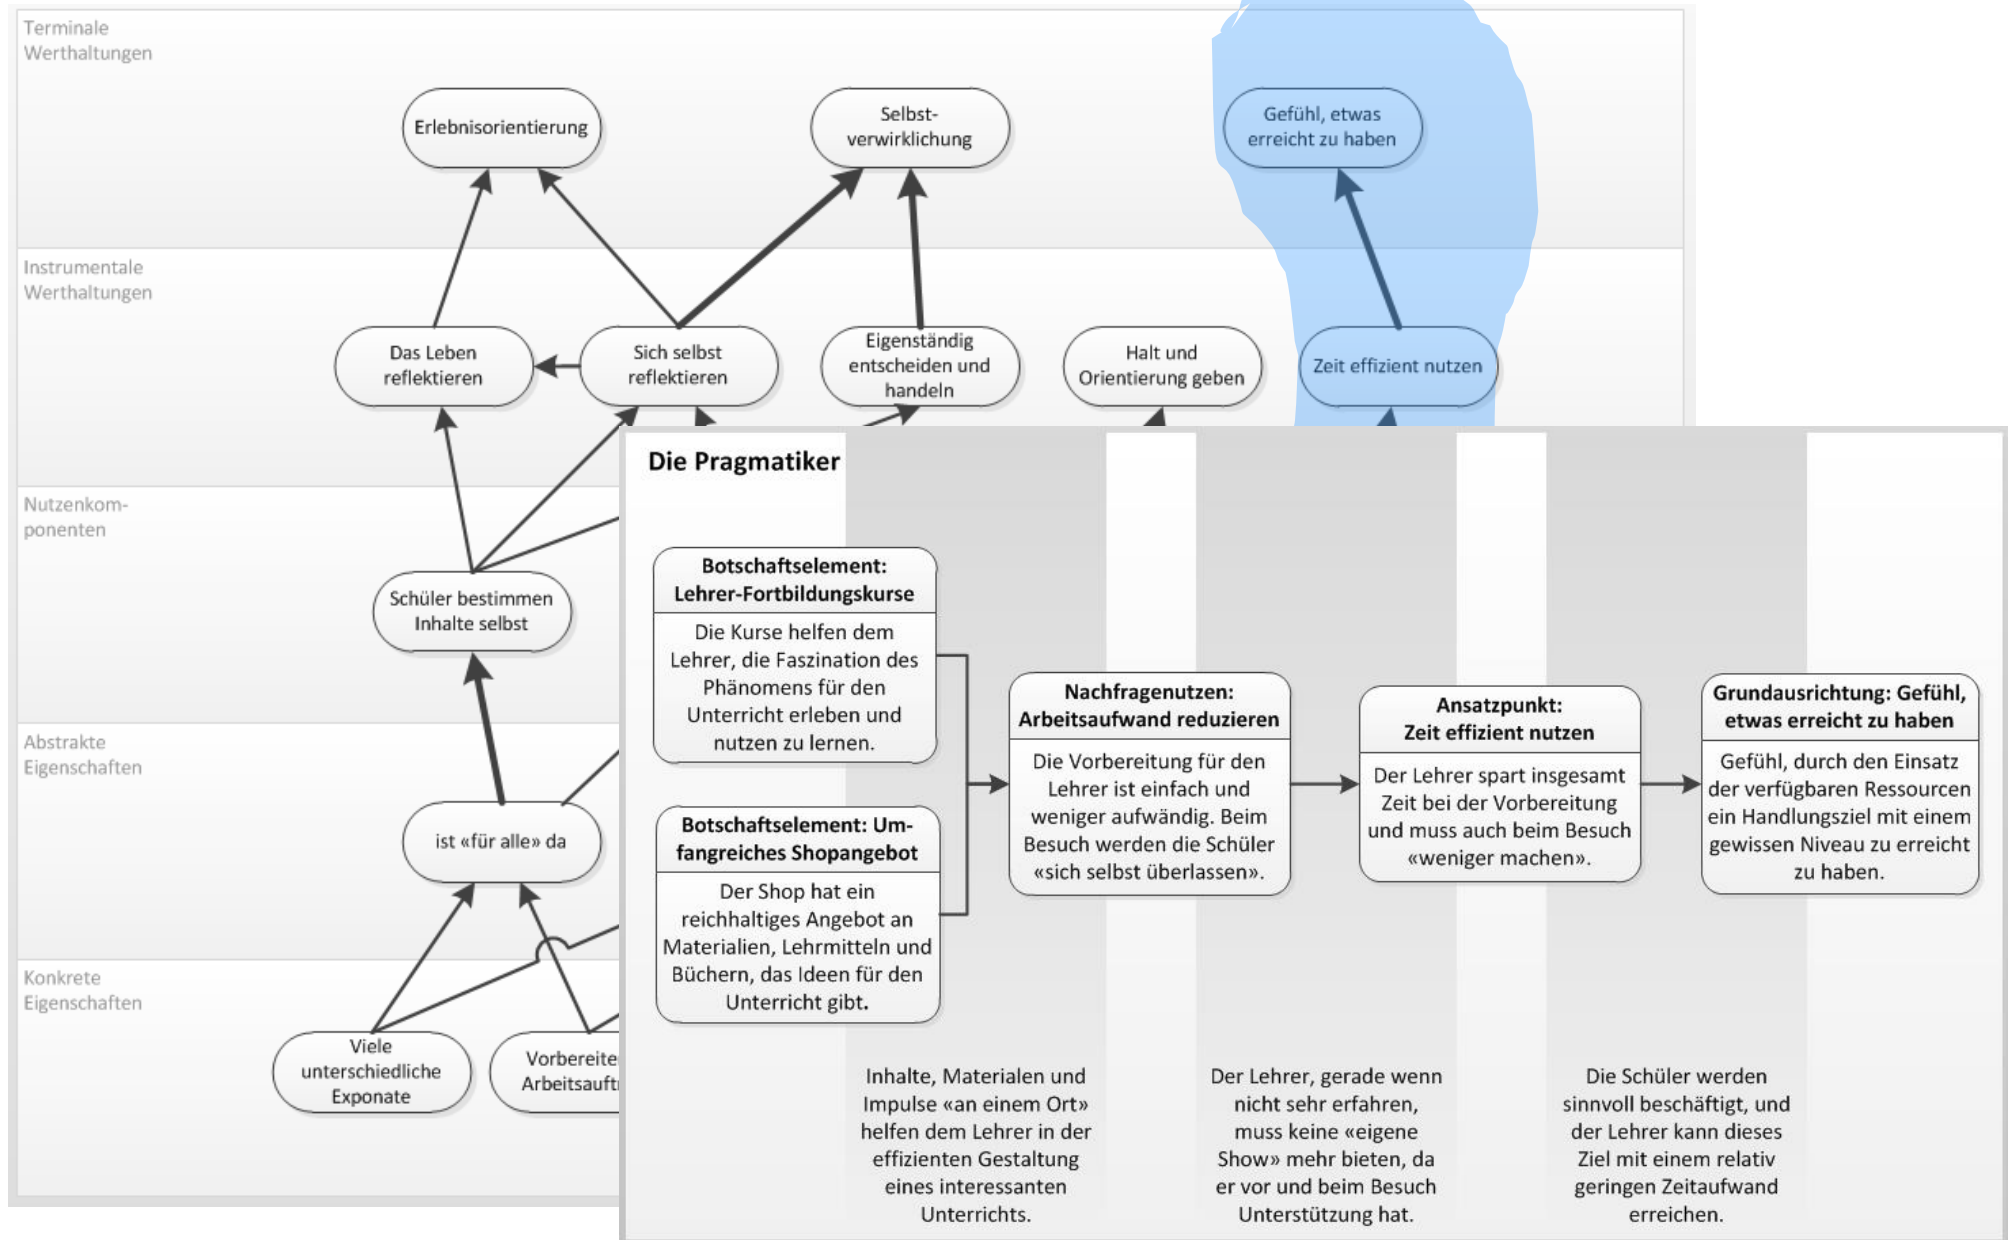 Terminale
Werthaltungen
Erlebnisorientierung
Selbst-
verwirklichung
Gefühl, etwas
erreicht zu haben
Instrumentale
Werthaltungen
Das Leben
reflektieren
Sich selbst
reflektieren
Eigenständig
entscheiden und
handeln
Halt und
Orientierung geben
Zeit effizient nutzen
Nutzenkom-
ponenten
Schüler bestimmen
Inhalte selbst
Abstrakte
Eigenschaften
ist «für alle» da
Konkrete
Eigenschaften
Viele
unterschiedliche
Exponate
Vorbereite
Arbeitsauft
Die Pragmatiker
Botschaftselement:
Lehrer-Fortbildungskurse
Die Kurse helfen dem
Lehrer, die Faszination des
Phänomens für den
Unterricht erleben und
nutzen zu lernen.
Botschaftselement: Um-
fangreiches Shopangebot
Der Shop hat ein
reichhaltiges Angebot an
Materialien, Lehrmitteln und
Büchern, das Ideen für den
Unterricht gibt.
Nachfragenutzen:
Arbeitsaufwand reduzieren
Die Vorbereitung für den
Lehrer ist einfach und
weniger aufwändig. Beim
Besuch werden die Schüler
«sich selbst überlassen».
Ansatzpunkt:
Zeit effizient nutzen
Der Lehrer spart insgesamt
Zeit bei der Vorbereitung
und muss auch beim Besuch
«weniger machen».
Grundausrichtung: Gefühl,
etwas erreicht zu haben
Gefühl, durch den Einsatz
der verfügbaren Ressourcen
ein Handlungsziel mit einem
gewissen Niveau zu erreicht
zu haben.
Inhalte, Materialen und
Impulse «an einem Ort»
helfen dem Lehrer in der
effizienten Gestaltung
eines interessanten
Unterrichts.
Der Lehrer, gerade wenn
nicht sehr erfahren,
muss keine «eigene
Show» mehr bieten, da
er vor und beim Besuch
Unterstützung hat.
Die Schüler werden
sinnvoll beschäftigt, und
der Lehrer kann dieses
Ziel mit einem relativ
geringen Zeitaufwand
erreichen.